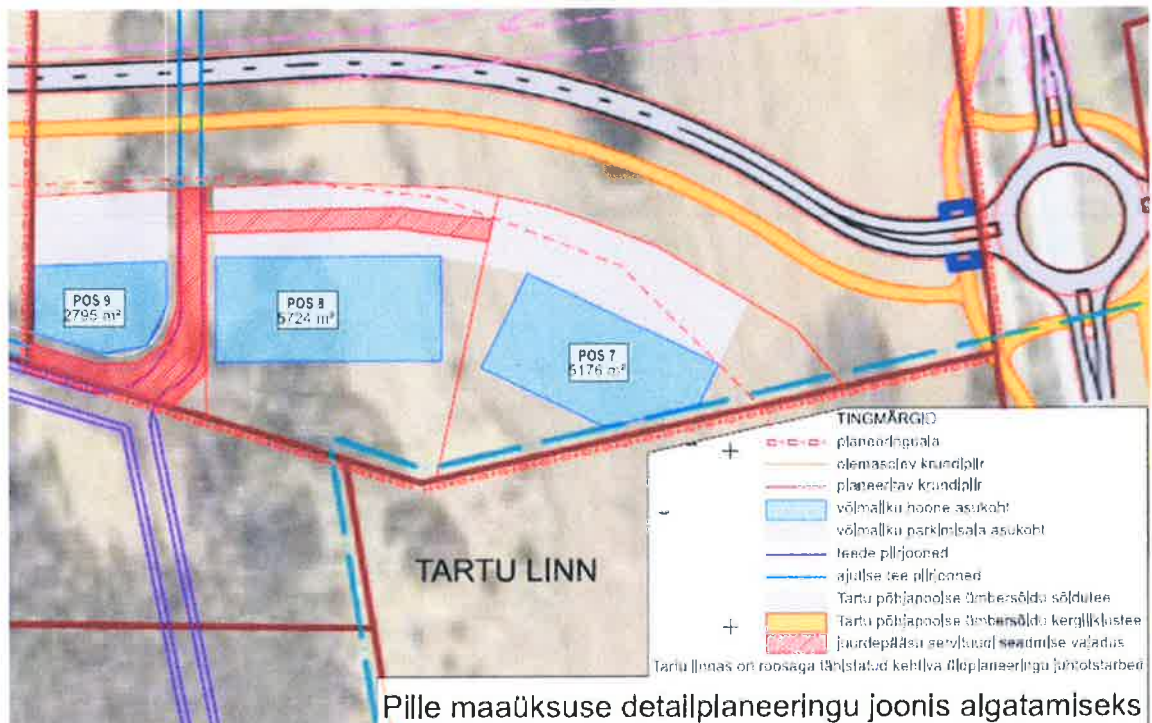 POS 9
2795 m²
POS 8
5724 m²
POS 7
5176 m²
TARTU LINN
TINGMÄRGID
planeeringuala
olemasolev krundipiir
planeeritav krundipiir
võimaliku hoone asukoht
võimaliku parkimisala asukoht
teede piirjooned
ajutise tee piirjooned
Tartu põhjapoolse ümbersõidu sõidutee
Tartu põhjapoolse ümbersõidu kergliiklustee
juurdepääsu servituudi seadmise vajadus
Tartu linnas on roosaga tähistatud kehtiva üldplaneeringu juhtotstarbed
Pille maaüksuse detailplaneeringu joonis algatamiseks